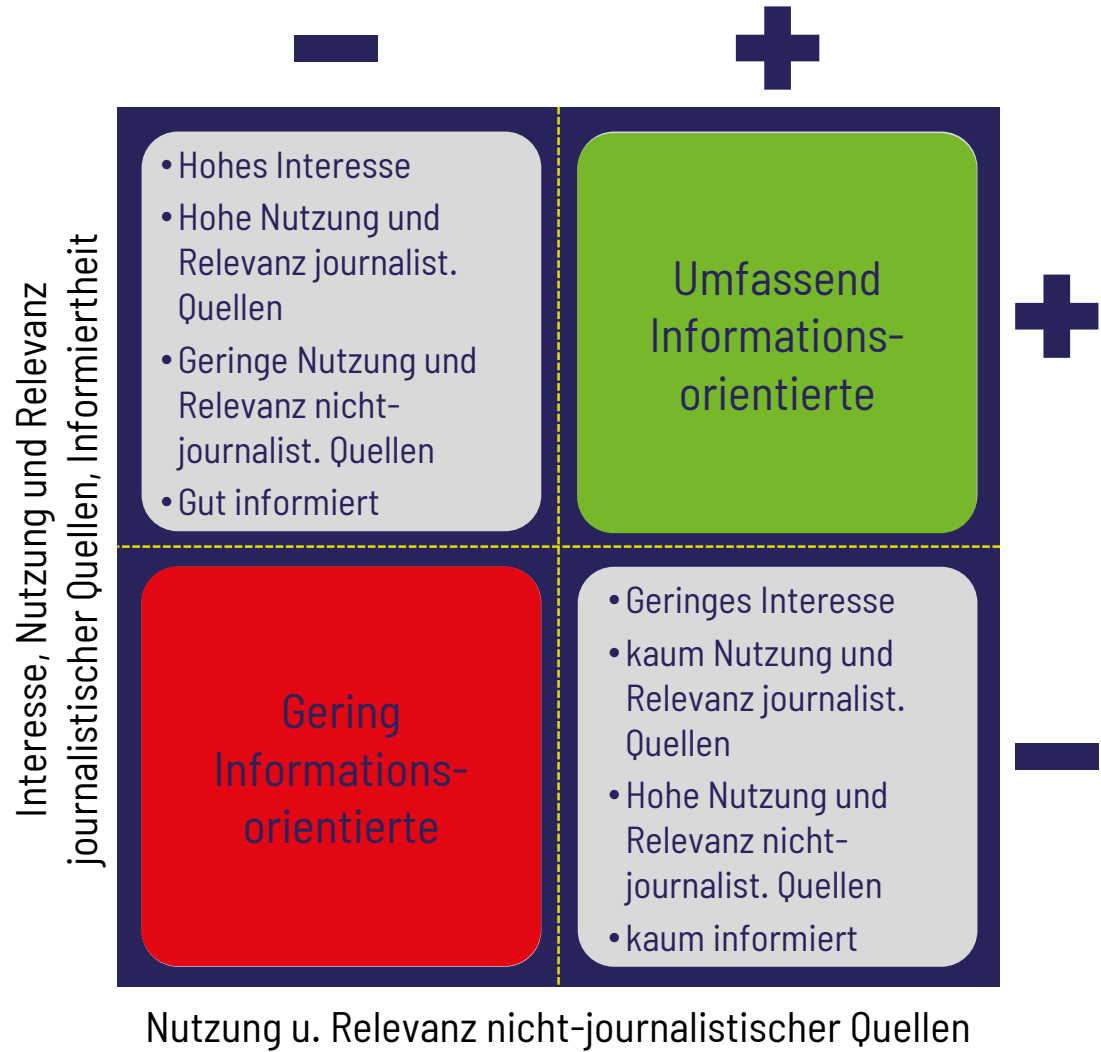 • Hohes Interesse
• Hohe Nutzung und
Relevanz journalist.
Quellen
• Geringe Nutzung und
Relevanz nicht-
journalist. Quellen
• Gut informiert
Umfassend
Informations-
orientierte
Interesse, Nutzung und Relevanz
journalistischer Quellen, Informiertheit
Gering
Informations-
orientierte
• Geringes Interesse
• kaum Nutzung und
Relevanz journalist.
Quellen
• Hohe Nutzung und
Relevanz nicht-
journalist. Quellen
• kaum informiert
Nutzung u. Relevanz nicht-journalistischer Quellen